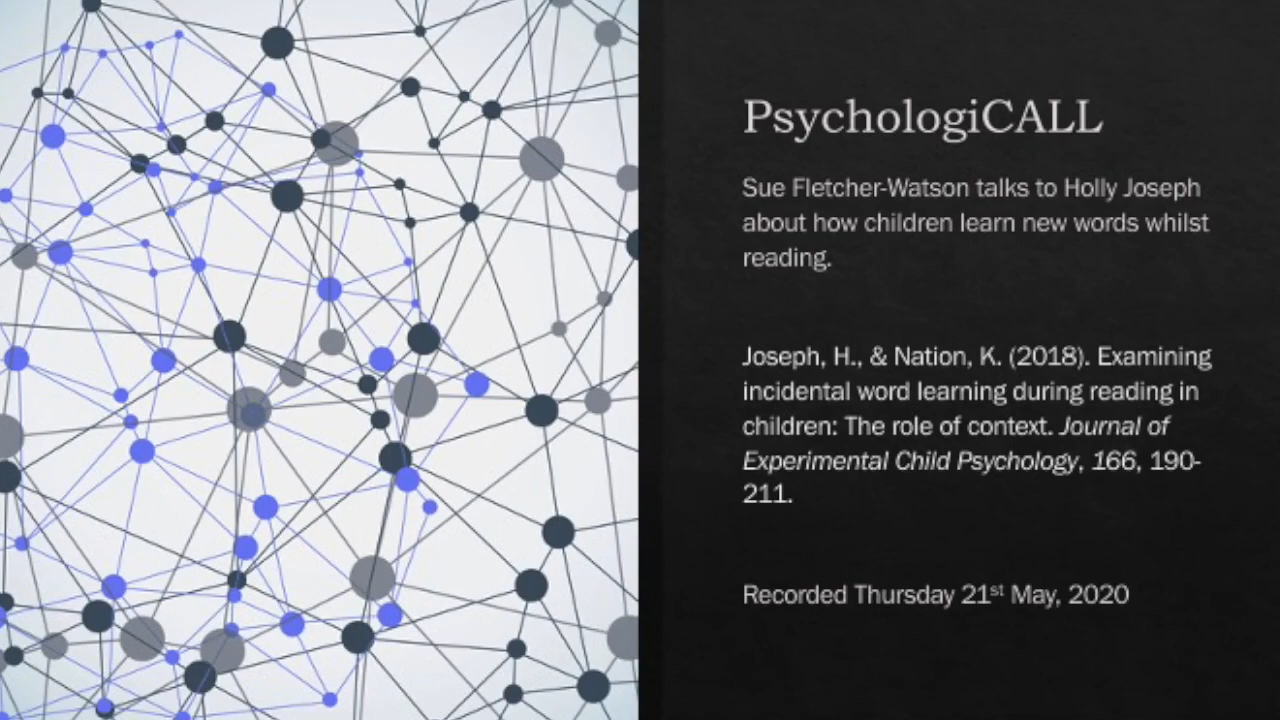 PsychologiCALL
Sue Fletcher-Watson talks to Holly Joseph
about how children learn new words whilst
reading.
Joseph, H., & Nation, K. (2018). Examining
incidental word learning during reading in
children: The role of context. Journal of
Experimental Child Psychology, 166, 190-
211.
Recorded Thursday 21st May, 2020